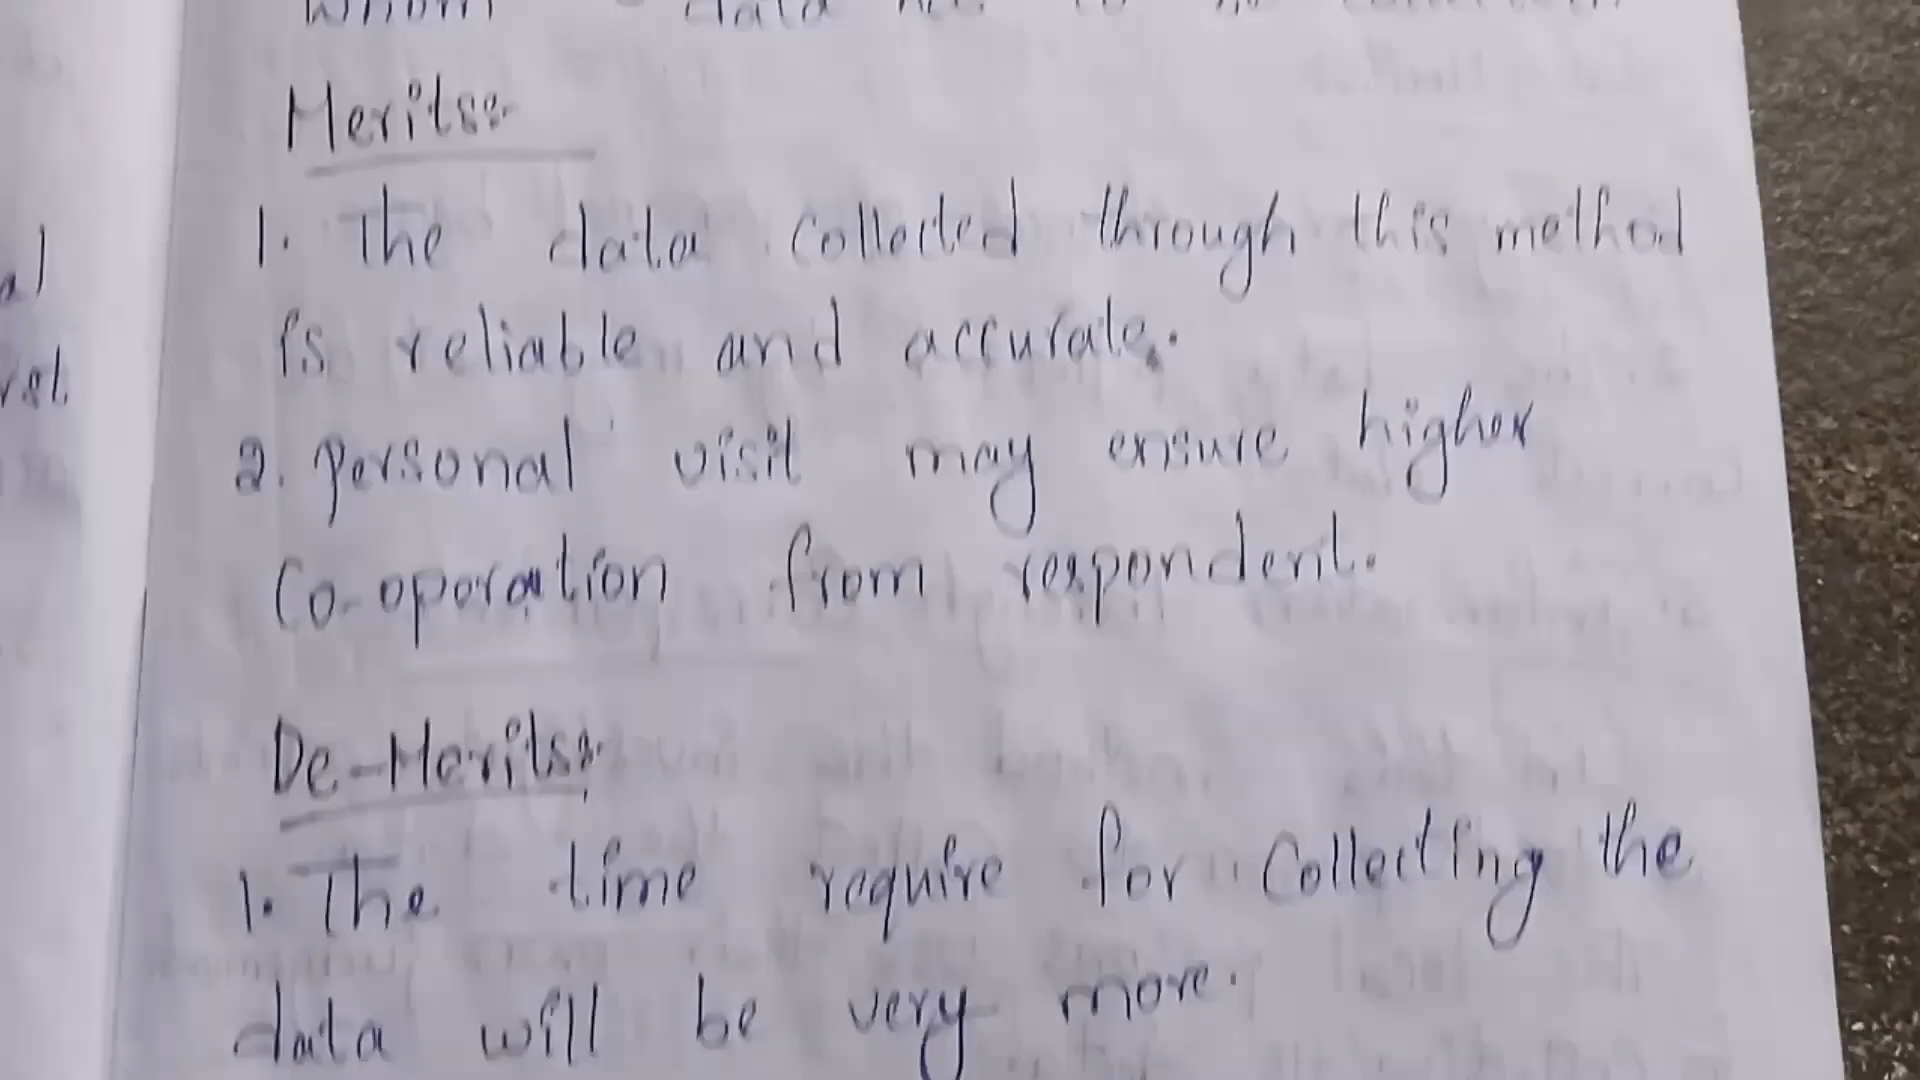 Merits:-
1. The data collected through this method
is reliable and accurate.
2. personal visit may ensure higher
Co-operation from respondent.
De-Merits:-
1. The time require for Collecting the
data will be very more.